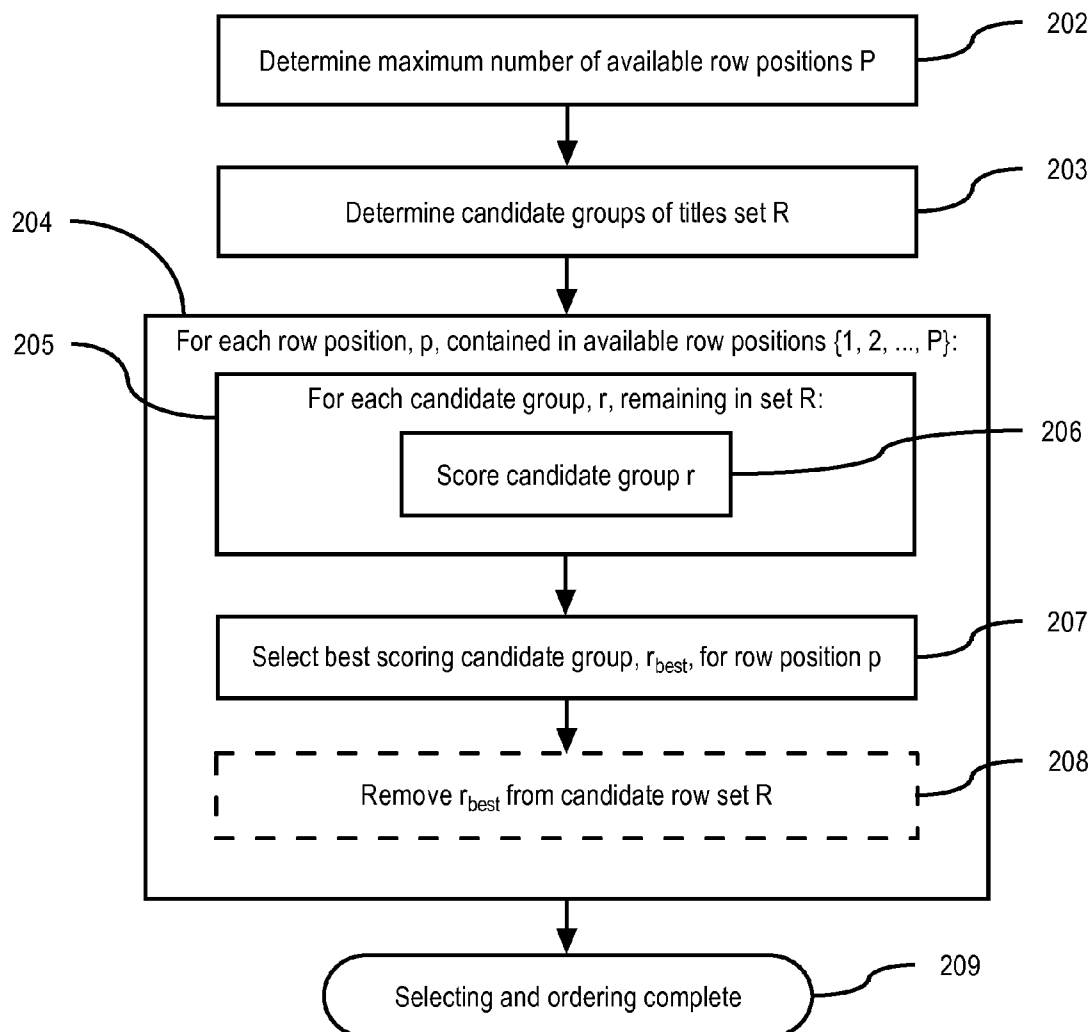 202
Determine maximum number of available row positions P
203
Determine candidate groups of titles set R
204
For each row position, p, contained in available row positions {1, 2, ..., P}:
205
For each candidate group, r, remaining in set R:
206
Score candidate group r
207
Select best scoring candidate group, r_best, for row position p
208
Remove r_best from candidate row set R
209
Selecting and ordering complete